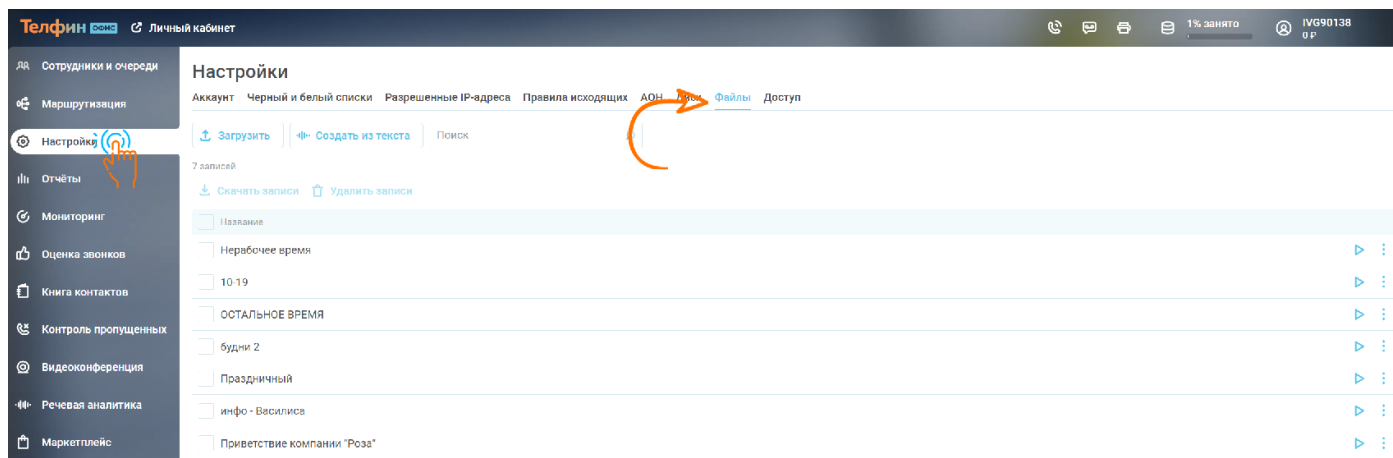 Телфин ОФИС Личный кабинет 1% занято IVG90138
0 ₽
Сотрудники и очереди
Маршрутизация
Настройки
Отчёты
Мониторинг
Оценка звонков
Книга контактов
Контроль пропущенных
Видеоконференция
Речевая аналитика
Маркетплейс
Настройки
Аккаунт Черный и белый списки Разрешенные IP-адреса Правила исходящих АОН Файлы Доступ
Загрузить Создать из текста Поиск
7 записей
Скачать записи Удалить записи
Название
Нерабочее время
10-19
ОСТАЛЬНОЕ ВРЕМЯ
будни 2
Праздничный
инфо - Василиса
Приветствие компании "Роза"